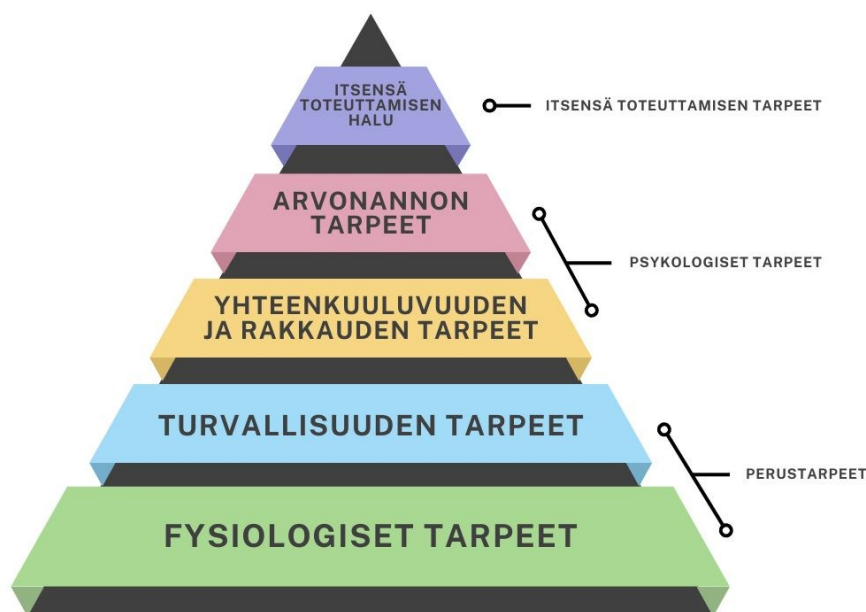 ITSENSÄ
TOTEUTTAMISEN
HALU
ITSENSÄ TOTEUTTAMISEN TARPEET
ARVONANNON
TARPEET
PSYKOLOGISET TARPEET
YHTEENKUULUVUUDEN
JA RAKKAUDEN TARPEET
TURVALLISUUDEN TARPEET
PERUSTARPEET
FYSIOLOGISET TARPEET